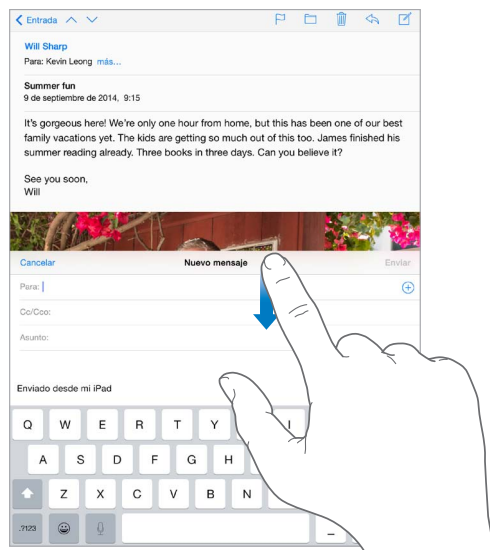 Entrada
Will Sharp
Para: Kevin Leong más...
Summer fun
9 de septiembre de 2014, 9:15
It's gorgeous here! We're only one hour from home, but this has been one of our best
family vacations yet. The kids are getting so much out of this too. James finished his
summer reading already. Three books in three days. Can you believe it?
See you soon,
Will
Cancelar Nuevo mensaje Enviar
Para:
Cc/Cco:
Asunto:
Enviado desde mi iPad
Q W E R T Y I
A S D F G H
Z X C V B N
.?123 _